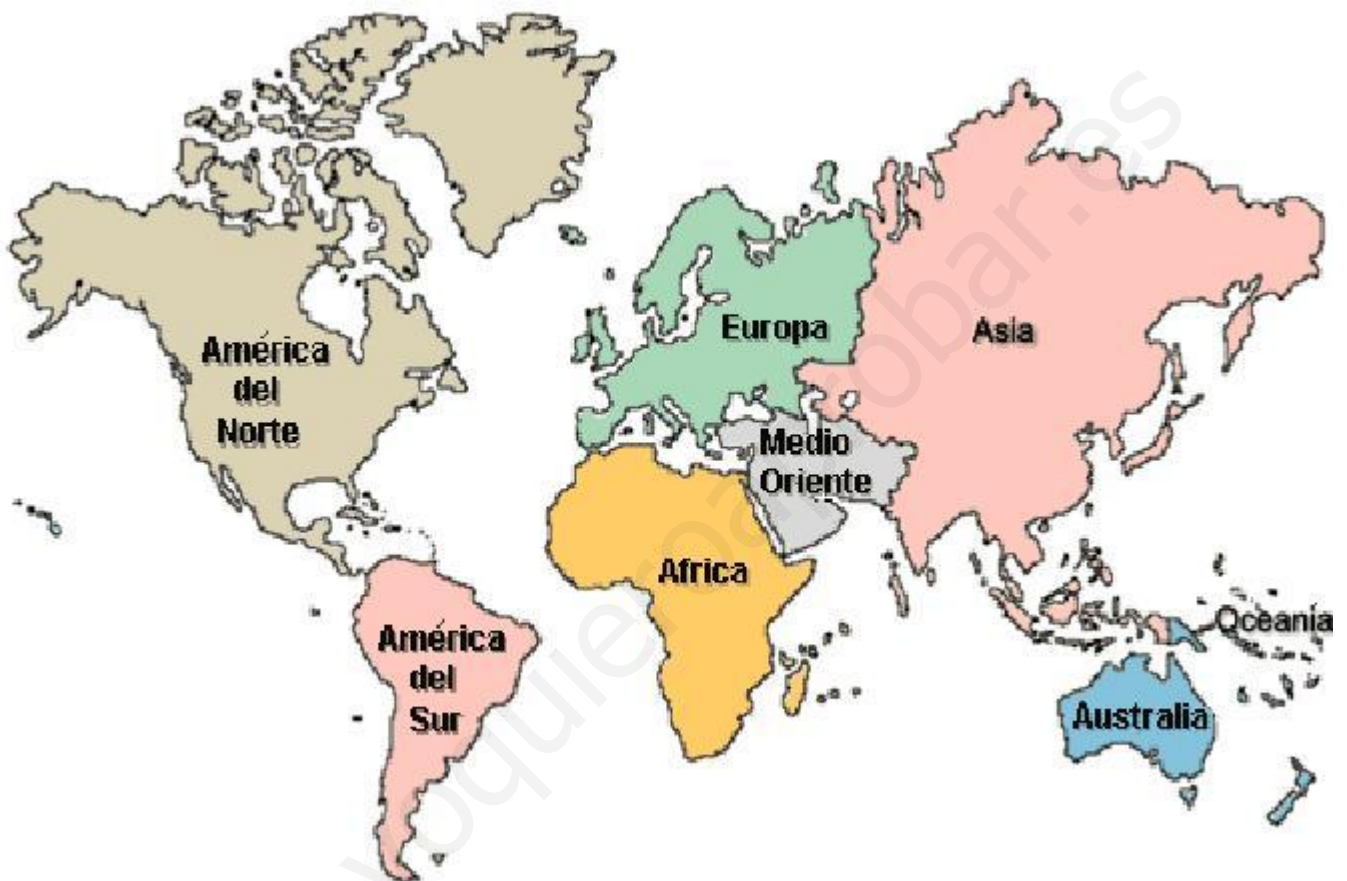 América
del
Norte
Europa
Asia
Medio
Oriente
Africa
América
del
Sur
Oceanía
Australia
yoquieroaprobar.es